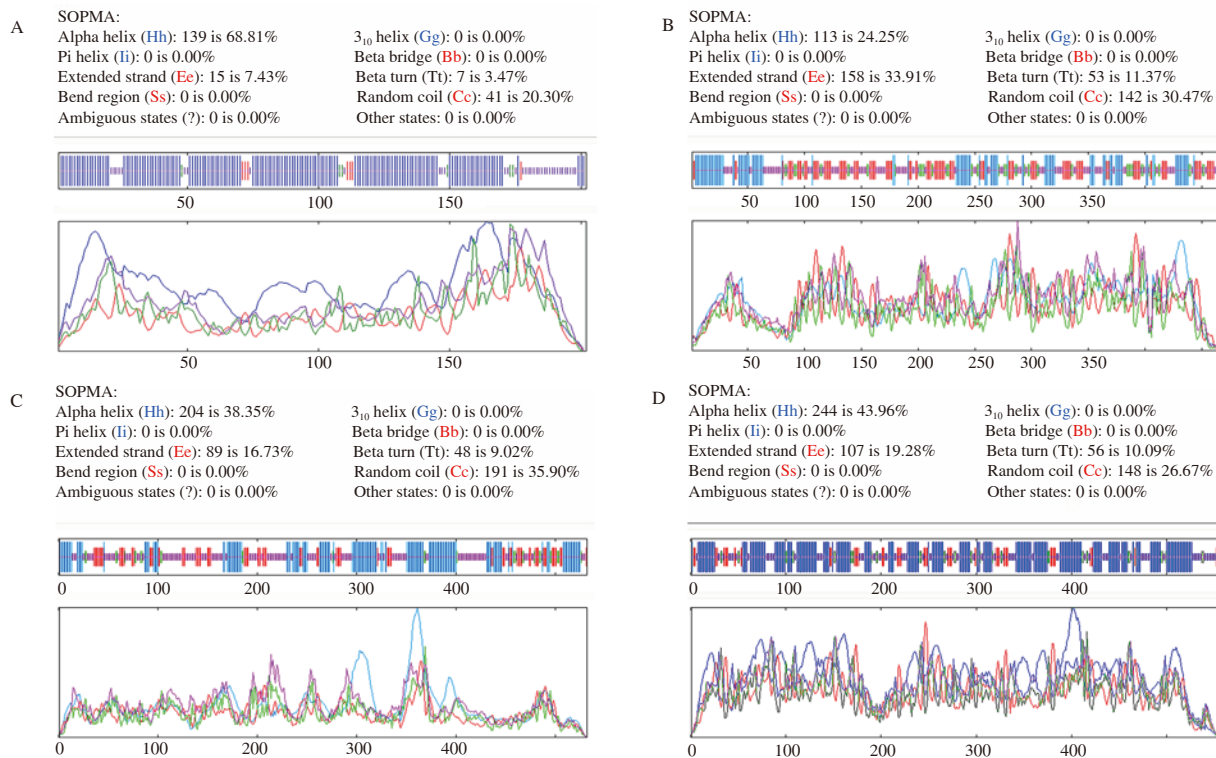 A
SOPMA:
Alpha helix (Hh): 139 is 68.81% 3₁₀ helix (Gg): 0 is 0.00%
Pi helix (Ii): 0 is 0.00% Beta bridge (Bb): 0 is 0.00%
Extended strand (Ee): 15 is 7.43% Beta turn (Tt): 7 is 3.47%
Bend region (Ss): 0 is 0.00% Random coil (Cc): 41 is 20.30%
Ambiguous states (?): 0 is 0.00% Other states: 0 is 0.00%
50 100 150
50 100 150
B
SOPMA:
Alpha helix (Hh): 113 is 24.25% 3₁₀ helix (Gg): 0 is 0.00%
Pi helix (Ii): 0 is 0.00% Beta bridge (Bb): 0 is 0.00%
Extended strand (Ee): 158 is 33.91% Beta turn (Tt): 53 is 11.37%
Bend region (Ss): 0 is 0.00% Random coil (Cc): 142 is 30.47%
Ambiguous states (?): 0 is 0.00% Other states: 0 is 0.00%
50 100 150 200 250 300 350
50 100 150 200 250 300 350
C
SOPMA:
Alpha helix (Hh): 204 is 38.35% 3₁₀ helix (Gg): 0 is 0.00%
Pi helix (Ii): 0 is 0.00% Beta bridge (Bb): 0 is 0.00%
Extended strand (Ee): 89 is 16.73% Beta turn (Tt): 48 is 9.02%
Bend region (Ss): 0 is 0.00% Random coil (Cc): 191 is 35.90%
Ambiguous states (?): 0 is 0.00% Other states: 0 is 0.00%
0 100 200 300 400
0 100 200 300 400
D
SOPMA:
Alpha helix (Hh): 244 is 43.96% 3₁₀ helix (Gg): 0 is 0.00%
Pi helix (Ii): 0 is 0.00% Beta bridge (Bb): 0 is 0.00%
Extended strand (Ee): 107 is 19.28% Beta turn (Tt): 56 is 10.09%
Bend region (Ss): 0 is 0.00% Random coil (Cc): 148 is 26.67%
Ambiguous states (?): 0 is 0.00% Other states: 0 is 0.00%
0 100 200 300 400
0 100 200 300 400